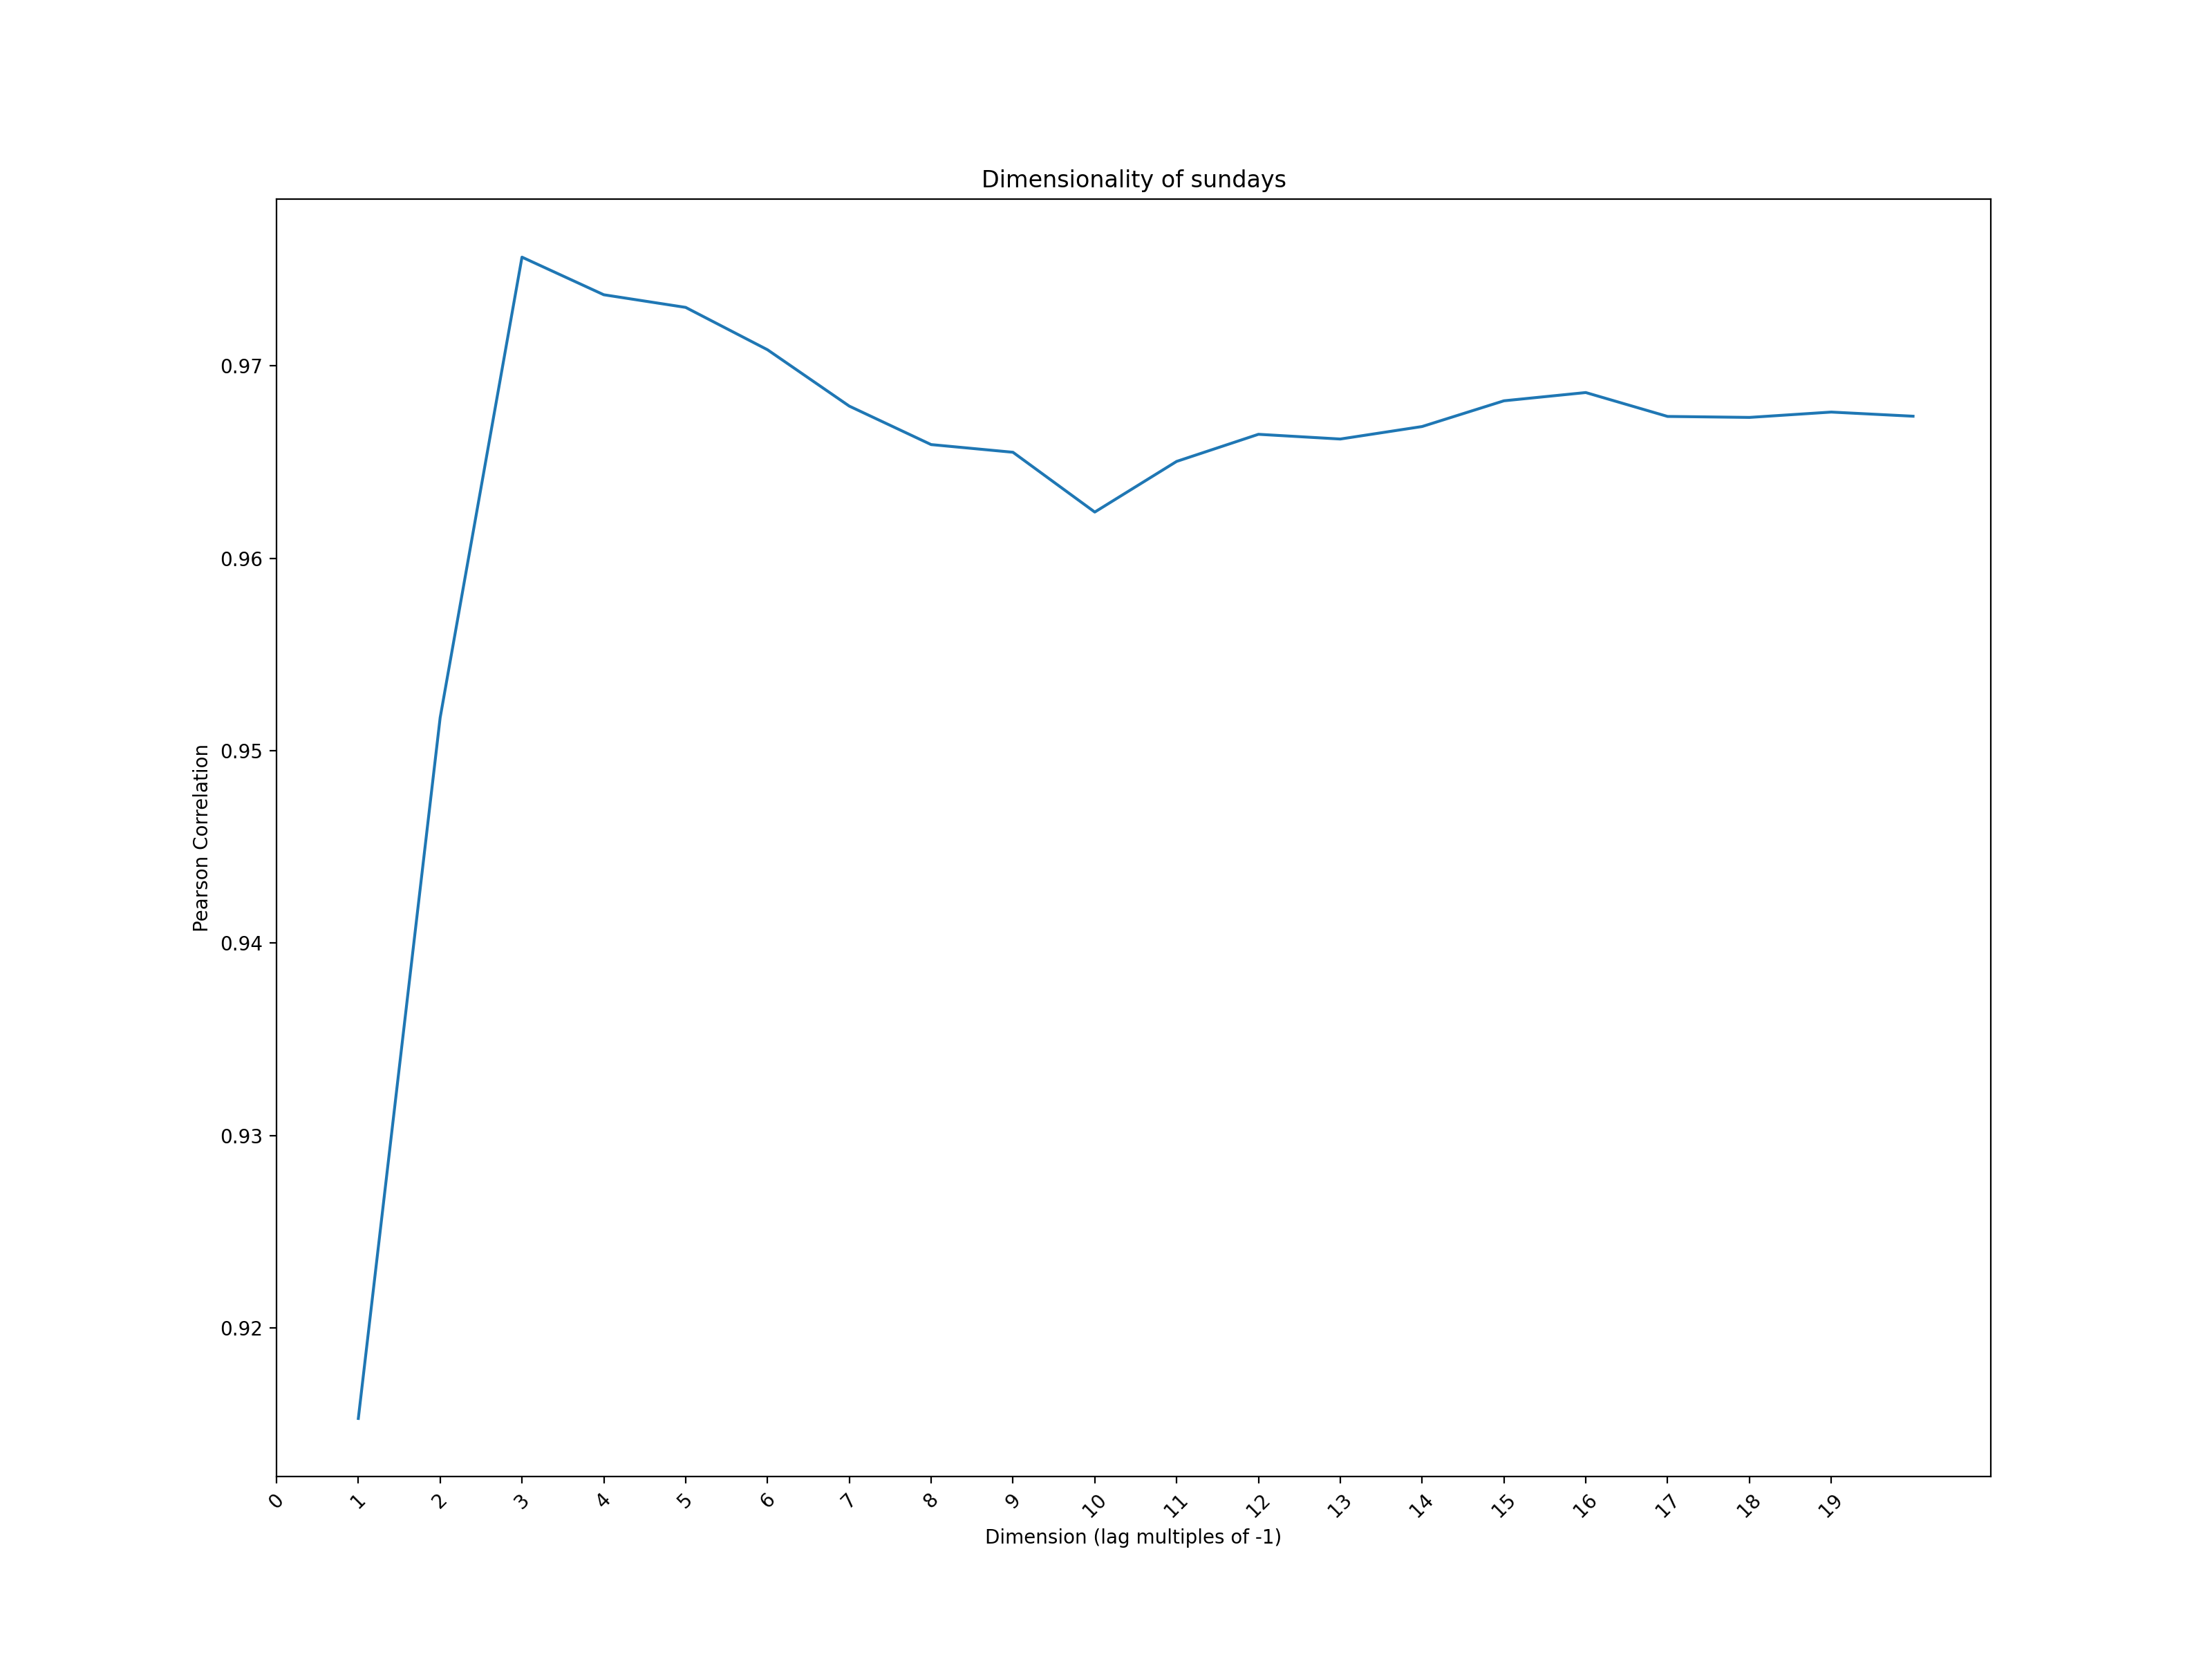 Dimensionality of sundays
Pearson Correlation
0.97
0.96
0.95
0.94
0.93
0.92
0 1 2 3 4 5 6 7 8 9 10 11 12 13 14 15 16 17 18 19
Dimension (lag multiples of -1)